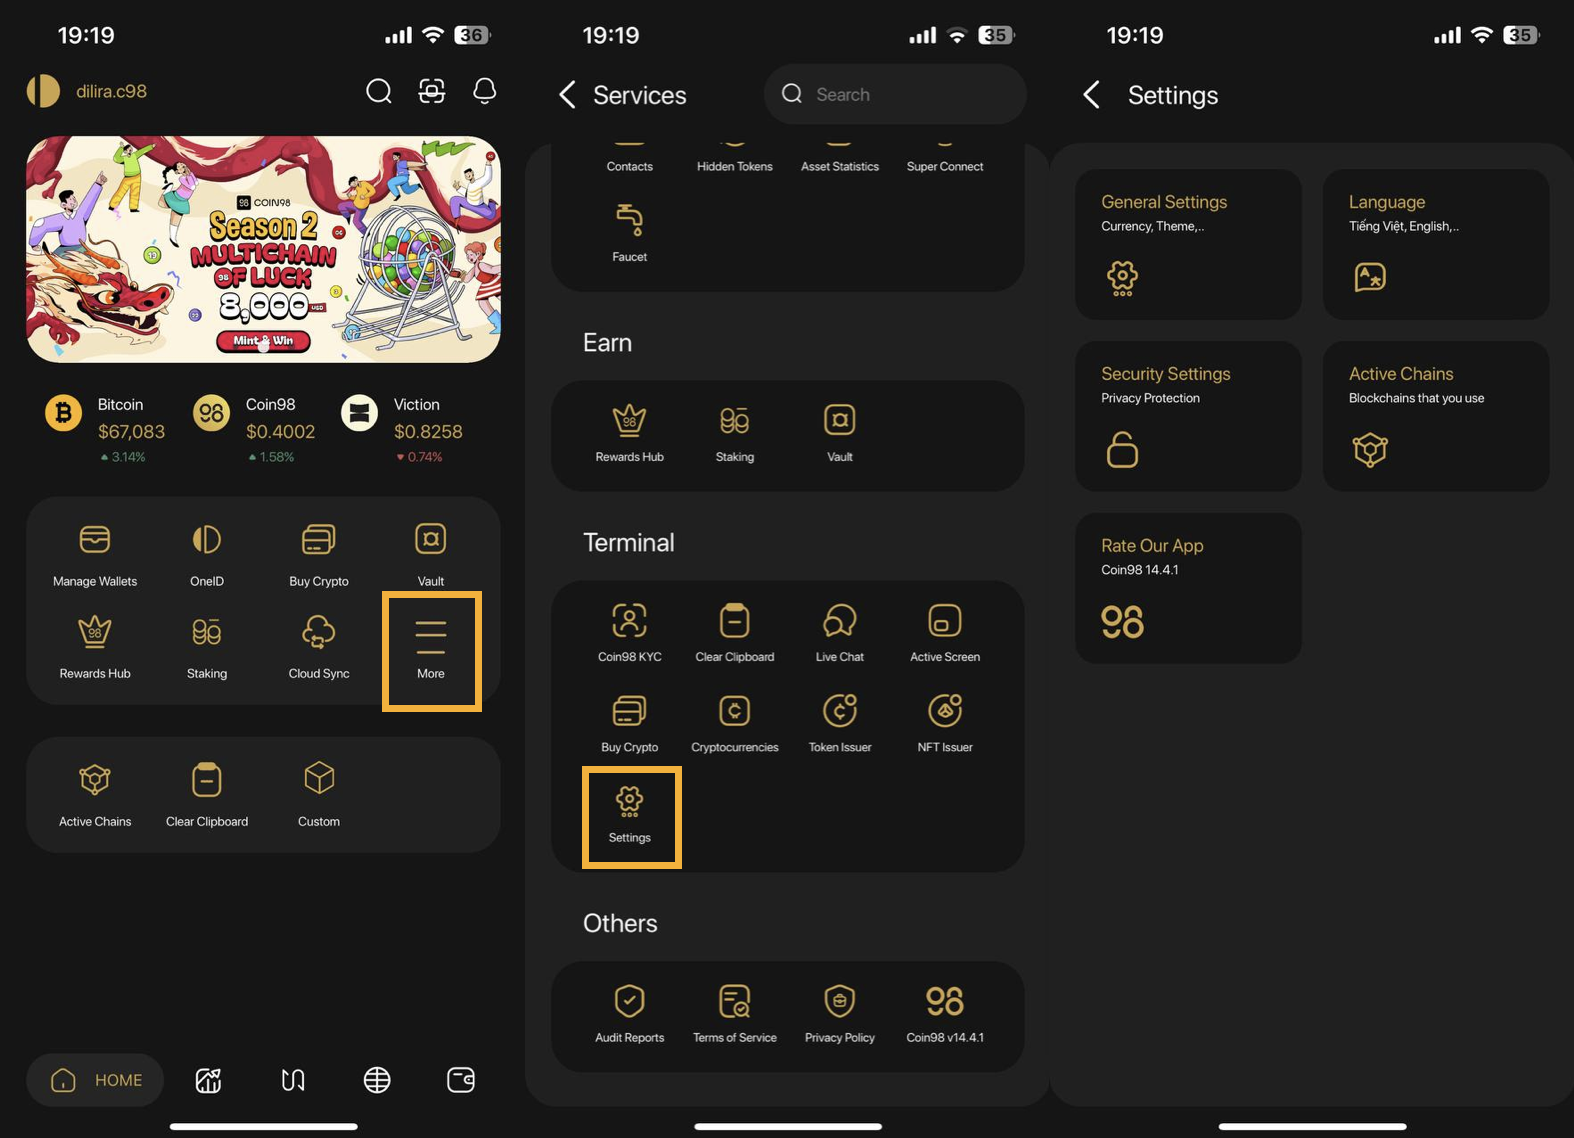 19:19
36
dilira.c98
98 COIN98
Season 2
MULTICHAIN
OF LUCK
98
8,000 USD
Mint & Win
Bitcoin
$67,083
3.14%
Coin98
$0.4002
1.58%
Viction
$0.8258
0.74%
Manage Wallets
OneID
Buy Crypto
Vault
Rewards Hub
Staking
Cloud Sync
More
Active Chains
Clear Clipboard
Custom
HOME
19:19
35
Services
Search
Contacts
Hidden Tokens
Asset Statistics
Super Connect
Faucet
Earn
Rewards Hub
Staking
Vault
Terminal
Coin98 KYC
Clear Clipboard
Live Chat
Active Screen
Buy Crypto
Cryptocurrencies
Token Issuer
NFT Issuer
Settings
Others
Audit Reports
Terms of Service
Privacy Policy
Coin98 v14.4.1
19:19
35
Settings
General Settings
Currency, Theme,..
Language
Tiếng Việt, English,..
Security Settings
Privacy Protection
Active Chains
Blockchains that you use
Rate Our App
Coin98 14.4.1
98